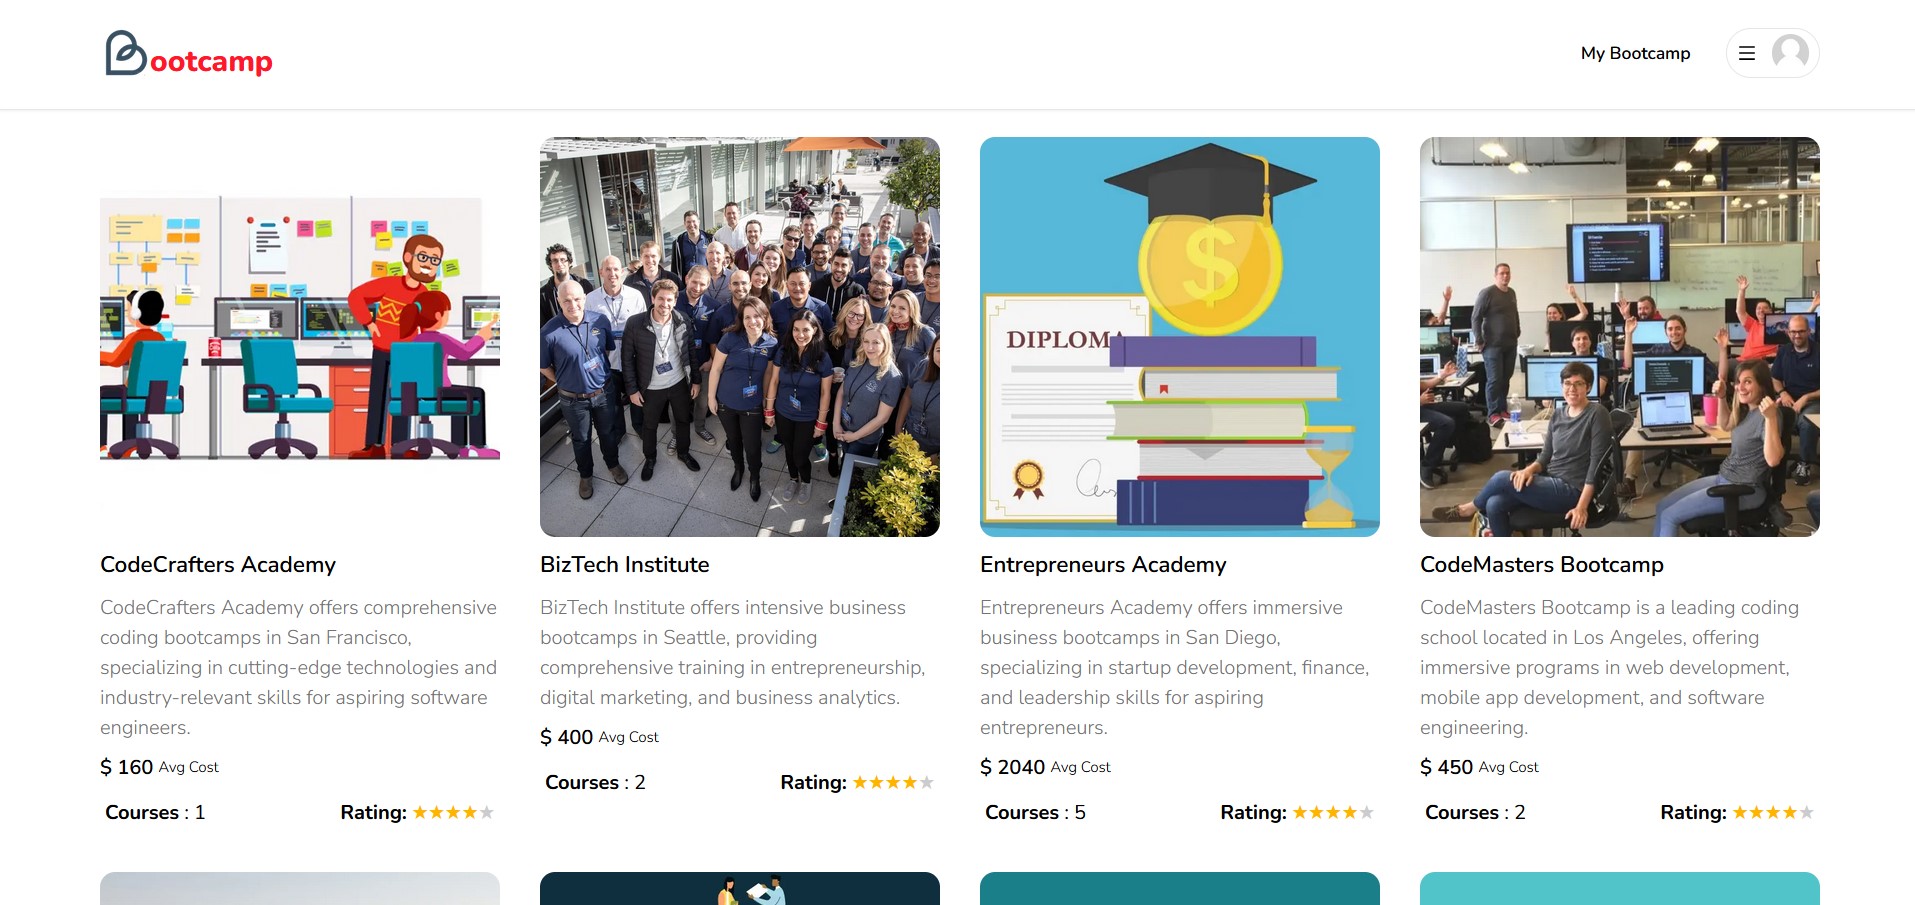 Bootcamp
My Bootcamp
DIPLOMA
CodeCrafters Academy
CodeCrafters Academy offers comprehensive
coding bootcamps in San Francisco,
specializing in cutting-edge technologies and
industry-relevant skills for aspiring software
engineers.
$ 160 Avg Cost
Courses : 1 Rating: ★★★★★
BizTech Institute
BizTech Institute offers intensive business
bootcamps in Seattle, providing
comprehensive training in entrepreneurship,
digital marketing, and business analytics.
$ 400 Avg Cost
Courses : 2 Rating: ★★★★★
Entrepreneurs Academy
Entrepreneurs Academy offers immersive
business bootcamps in San Diego,
specializing in startup development, finance,
and leadership skills for aspiring
entrepreneurs.
$ 2040 Avg Cost
Courses : 5 Rating: ★★★★★
CodeMasters Bootcamp
CodeMasters Bootcamp is a leading coding
school located in Los Angeles, offering
immersive programs in web development,
mobile app development, and software
engineering.
$ 450 Avg Cost
Courses : 2 Rating: ★★★★★